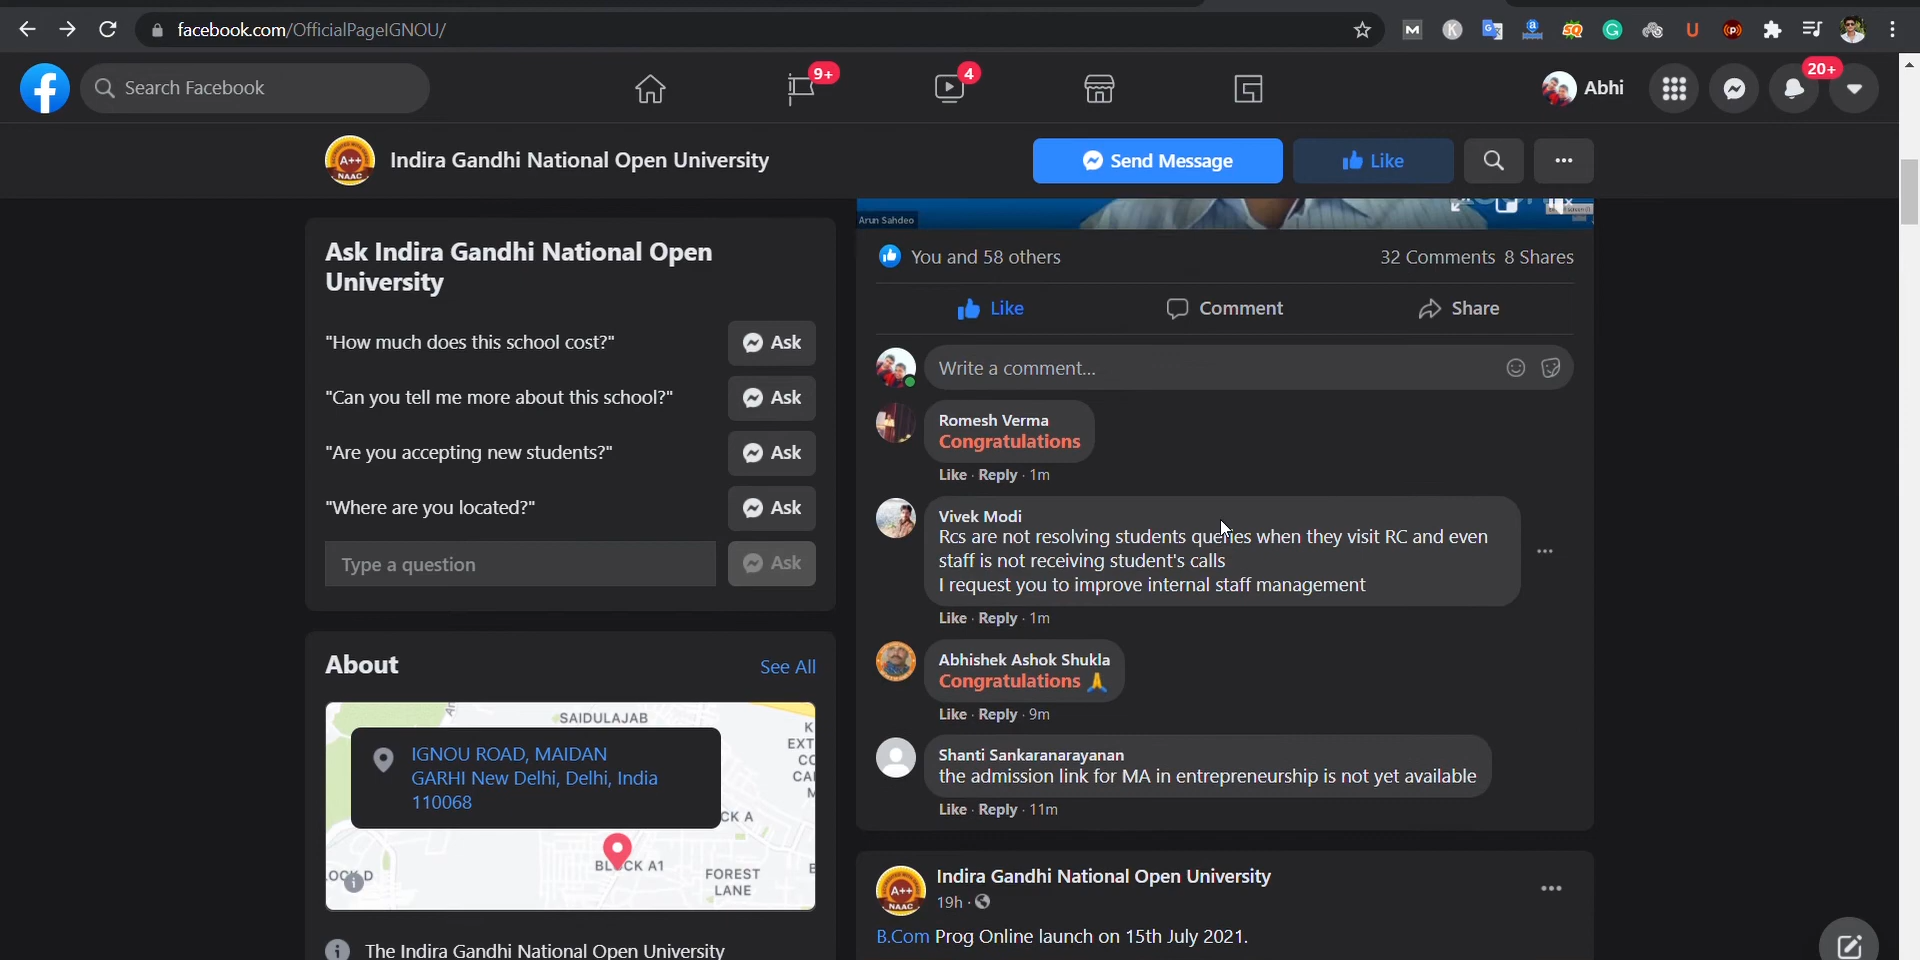 facebook.com/OfficialPageIGNOU/
Search Facebook
9+
4
Abhi
20+
A++
NAAC
Indira Gandhi National Open University
Send Message
Like
Ask Indira Gandhi National Open
University
"How much does this school cost?"
Ask
"Can you tell me more about this school?"
Ask
"Are you accepting new students?"
Ask
"Where are you located?"
Ask
Type a question
Ask
About
See All
SAIDULAJAB
IGNOU ROAD, MAIDAN
GARHI New Delhi, Delhi, India
110068
CK A
BLOCK A1
OCK D
FOREST
LANE
The Indira Gandhi National Open University
Arun Sahdeo
You and 58 others
32 Comments 8 Shares
Like
Comment
Share
Write a comment...
Romesh Verma
Congratulations
Like · Reply · 1m
Vivek Modi
Rcs are not resolving students queries when they visit RC and even
staff is not receiving student's calls
I request you to improve internal staff management
Like · Reply · 1m
Abhishek Ashok Shukla
Congratulations 🙏
Like · Reply · 9m
Shanti Sankaranarayanan
the admission link for MA in entrepreneurship is not yet available
Like · Reply · 11m
A++
NAAC
Indira Gandhi National Open University
19h ·
B.Com Prog Online launch on 15th July 2021.